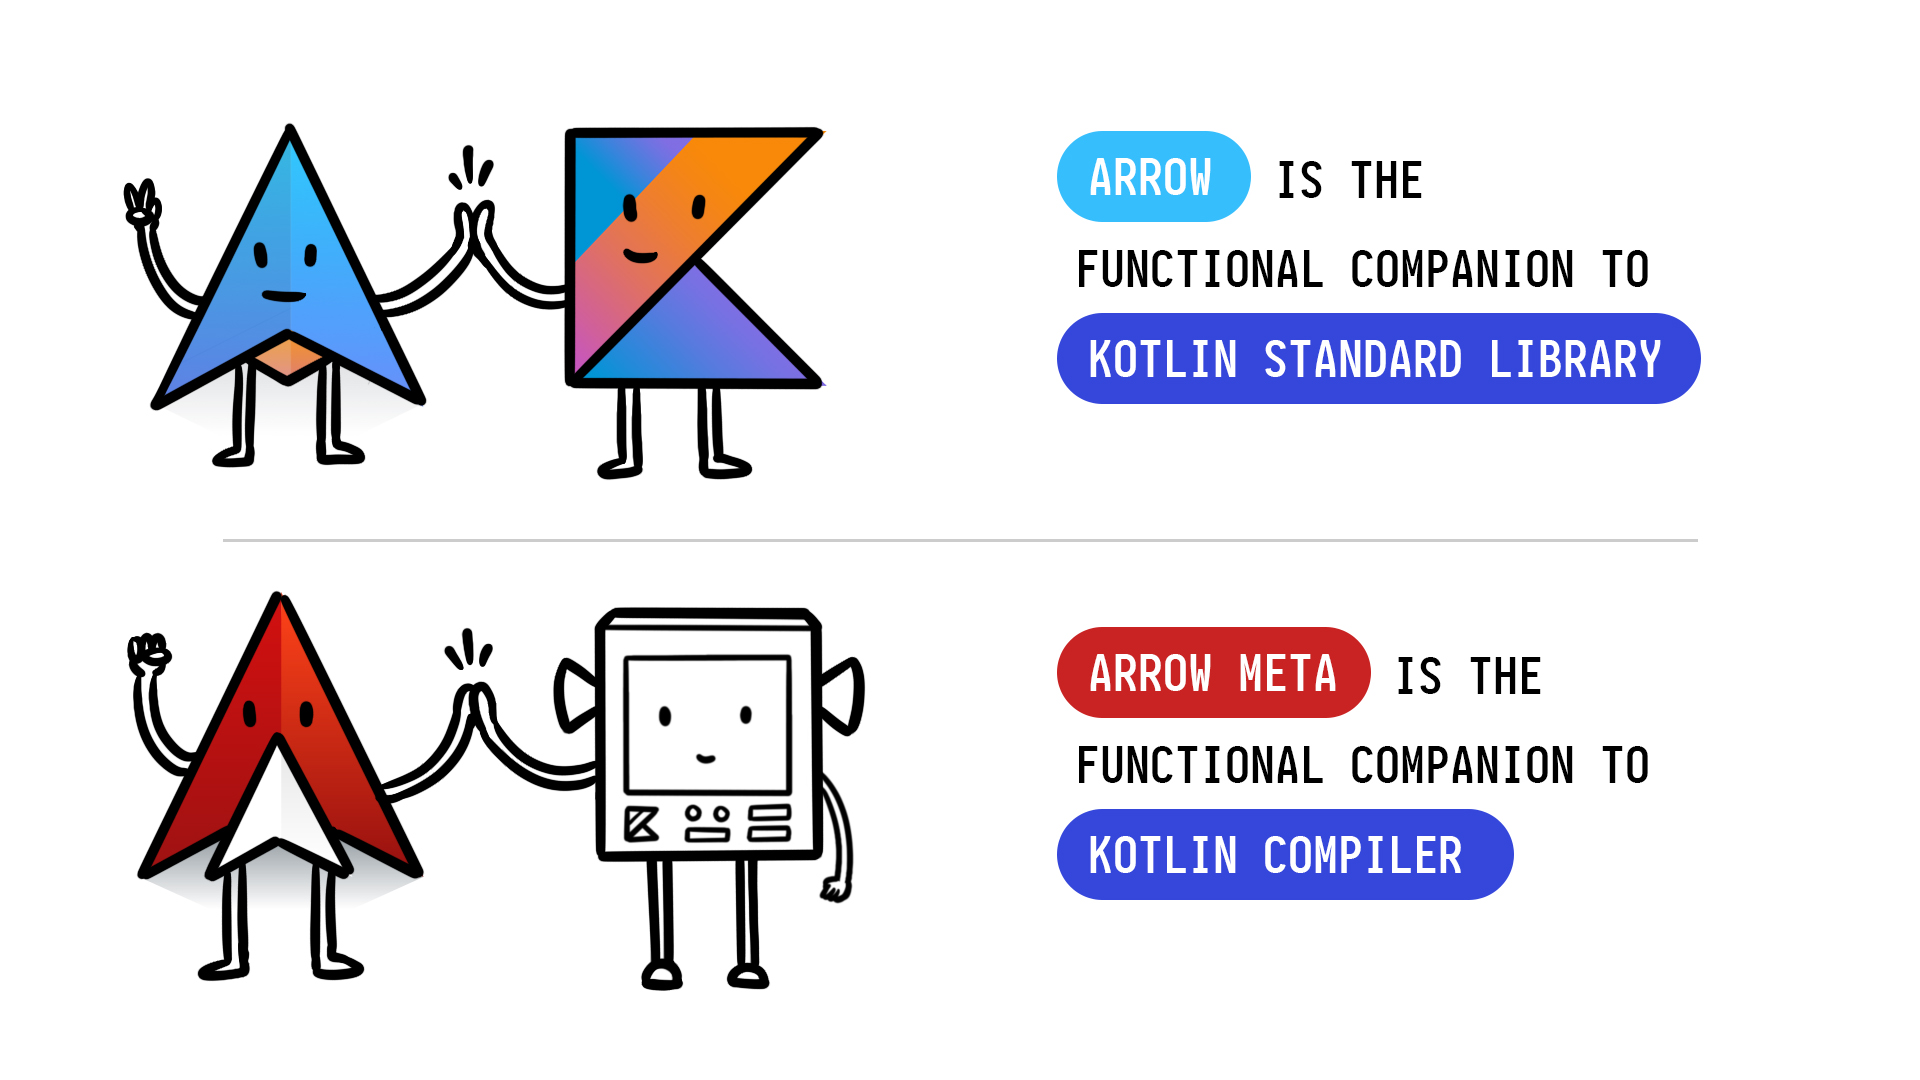 ARROW IS THE
FUNCTIONAL COMPANION TO
KOTLIN STANDARD LIBRARY
ARROW META IS THE
FUNCTIONAL COMPANION TO
KOTLIN COMPILER